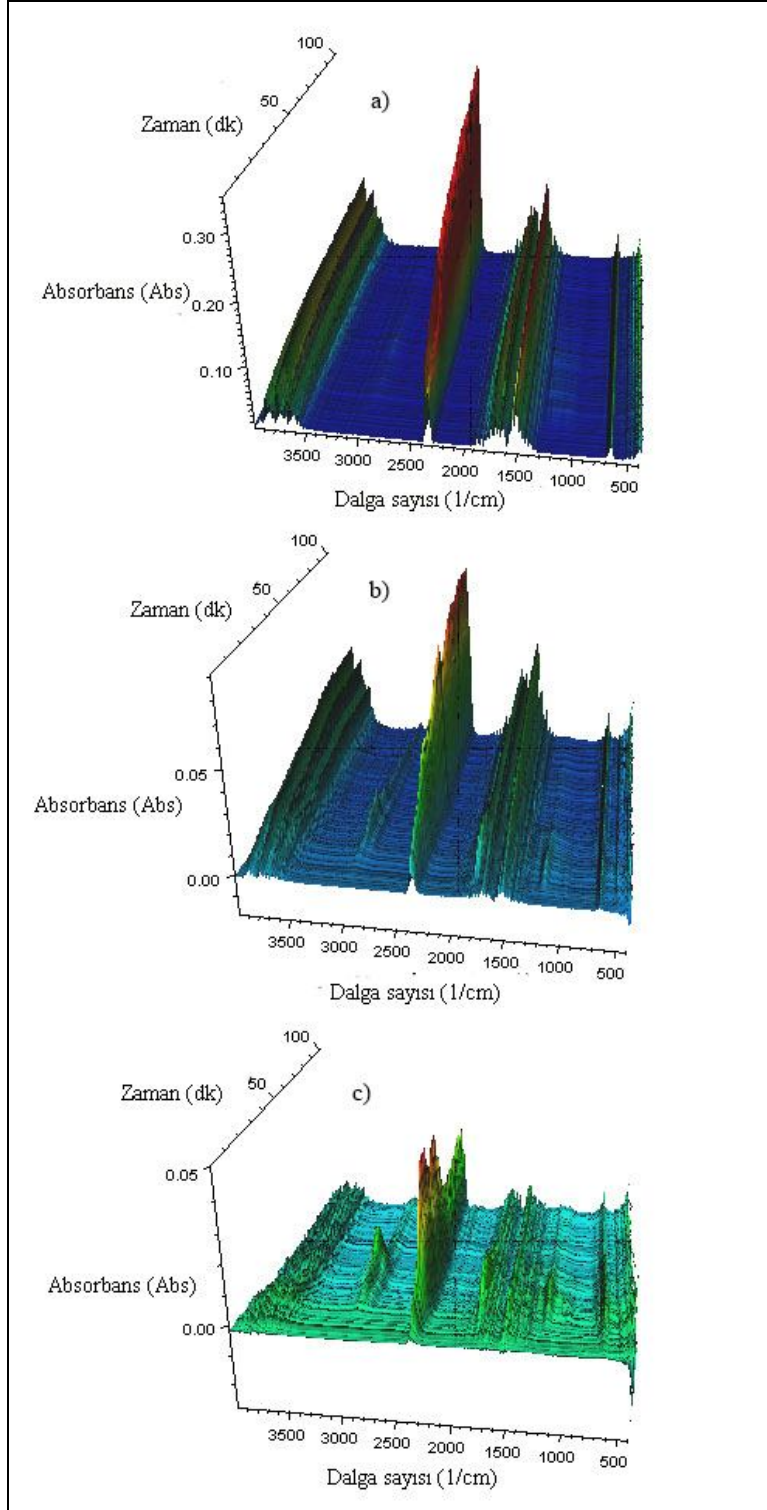 100
a)
50
Zaman (dk)
0.30
Absorbans (Abs)
0.20
0.10
3500 3000 2500 2000 1500 1000 500
Dalga sayısı (1/cm)
100
b)
50
Zaman (dk)
0.05
Absorbans (Abs)
0.00
3500 3000 2500 2000 1500 1000 500
Dalga sayısı (1/cm)
100
50
c)
Zaman (dk)
0.05
Absorbans (Abs)
0.00
3500 3000 2500 2000 1500 1000 500
Dalga sayısı (1/cm)